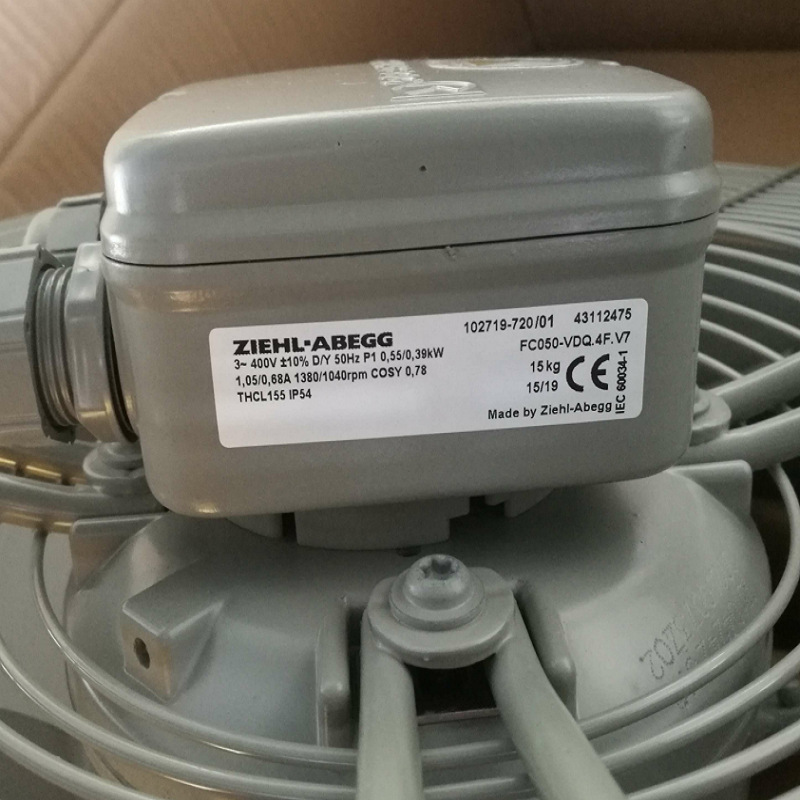 ZIEHL-ABEGG 102719-720/01 43112475
3~ 400V ±10% D/Y 50Hz P1 0,55/0,39kW FC050-VDQ.4F.V7
1,05/0,68A 1380/1040rpm COSY 0,78 15kg
THCL155 IP54 15/19 CE
Made by Ziehl-Abegg
IEC 60034-1